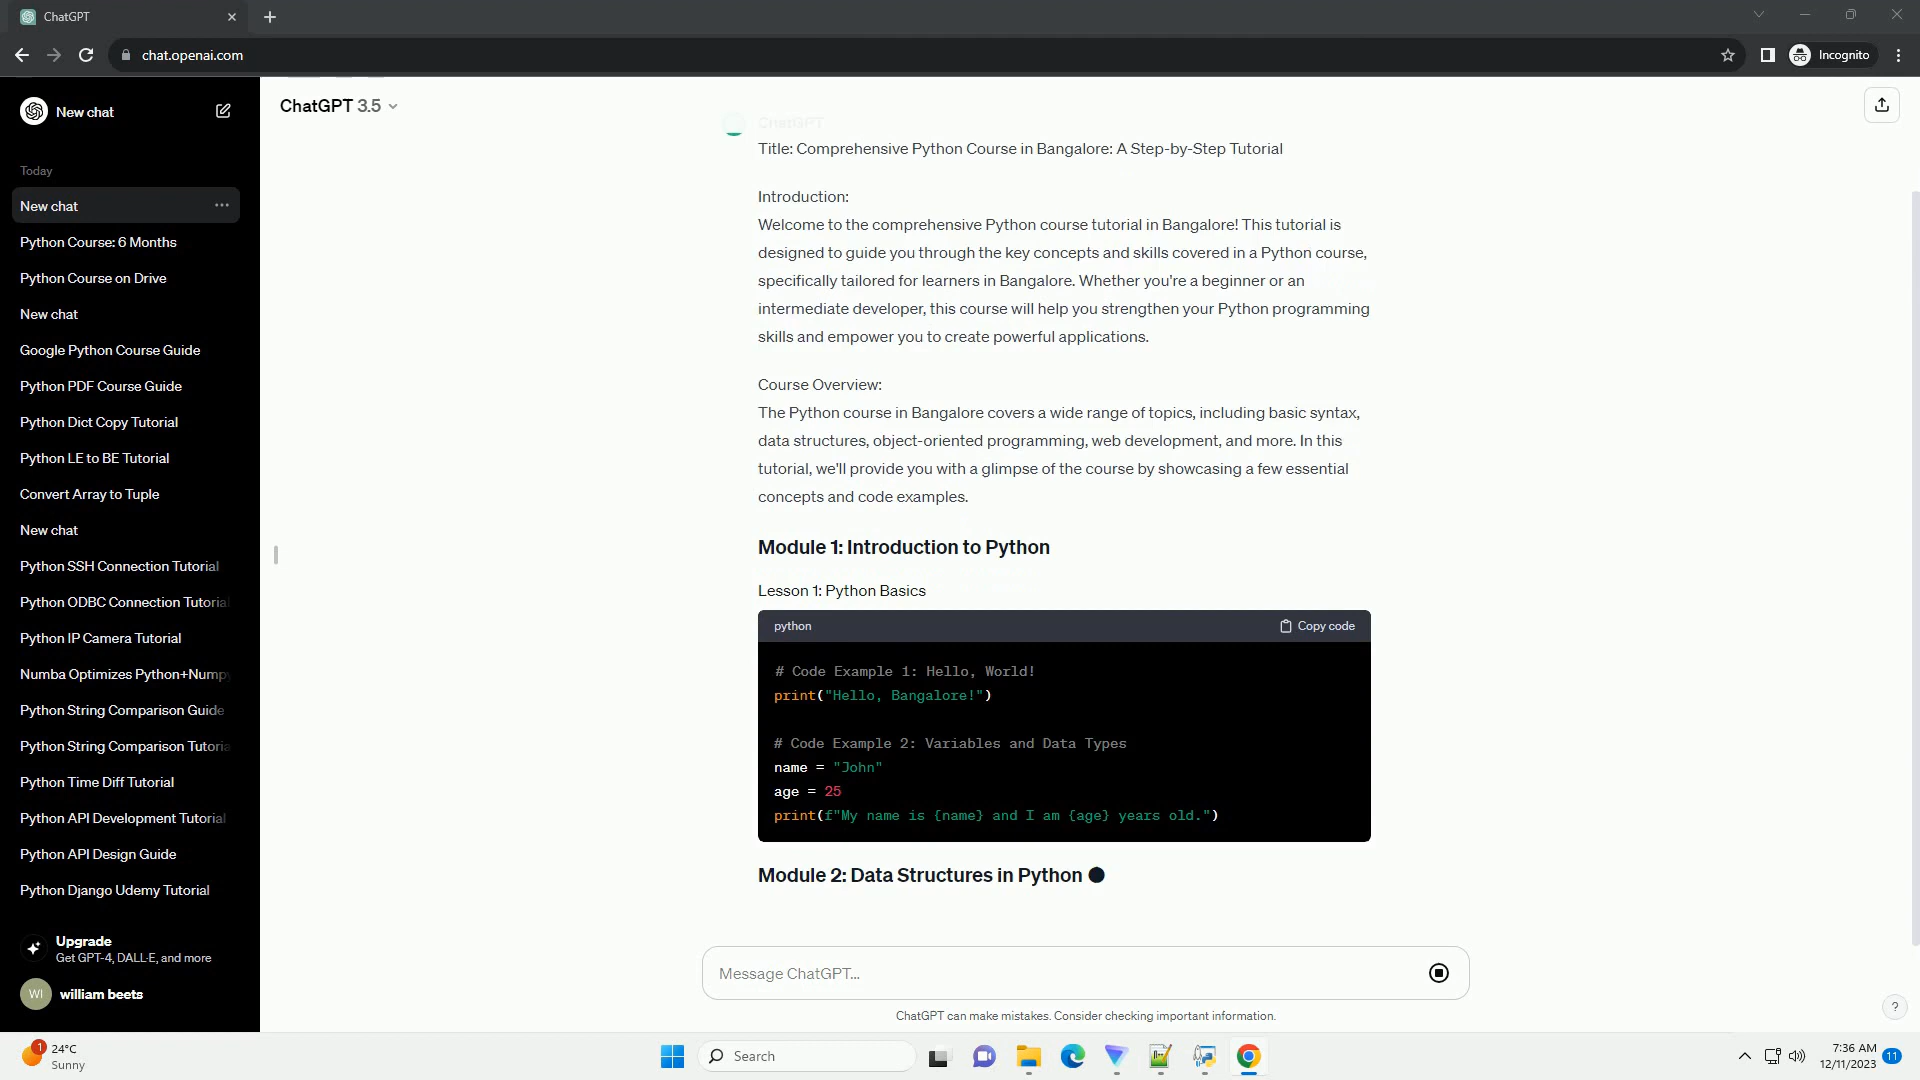 ChatGPT
chat.openai.com
Incognito
New chat
Today
New chat
Python Course: 6 Months
Python Course on Drive
New chat
Google Python Course Guide
Python PDF Course Guide
Python Dict Copy Tutorial
Python LE to BE Tutorial
Convert Array to Tuple
New chat
Python SSH Connection Tutorial
Python ODBC Connection Tutorial
Python IP Camera Tutorial
Numba Optimizes Python+Nump
Python String Comparison Guide
Python String Comparison Tutoria
Python Time Diff Tutorial
Python API Development Tutorial
Python API Design Guide
Python Django Udemy Tutorial
Upgrade
Get GPT-4, DALL·E, and more
WI
william beets
ChatGPT 3.5
ChatGPT
Title: Comprehensive Python Course in Bangalore: A Step-by-Step Tutorial
Introduction:
Welcome to the comprehensive Python course tutorial in Bangalore! This tutorial is
designed to guide you through the key concepts and skills covered in a Python course,
specifically tailored for learners in Bangalore. Whether you're a beginner or an
intermediate developer, this course will help you strengthen your Python programming
skills and empower you to create powerful applications.
Course Overview:
The Python course in Bangalore covers a wide range of topics, including basic syntax,
data structures, object-oriented programming, web development, and more. In this
tutorial, we'll provide you with a glimpse of the course by showcasing a few essential
concepts and code examples.
Module 1: Introduction to Python
Lesson 1: Python Basics
python
Copy code
# Code Example 1: Hello, World!
print("Hello, Bangalore!")
# Code Example 2: Variables and Data Types
name = "John"
age = 25
print(f"My name is {name} and I am {age} years old.")
Module 2: Data Structures in Python
Message ChatGPT...
ChatGPT can make mistakes. Consider checking important information.
?
1
24°C
Sunny
Search
7:36 AM
12/11/2023
11